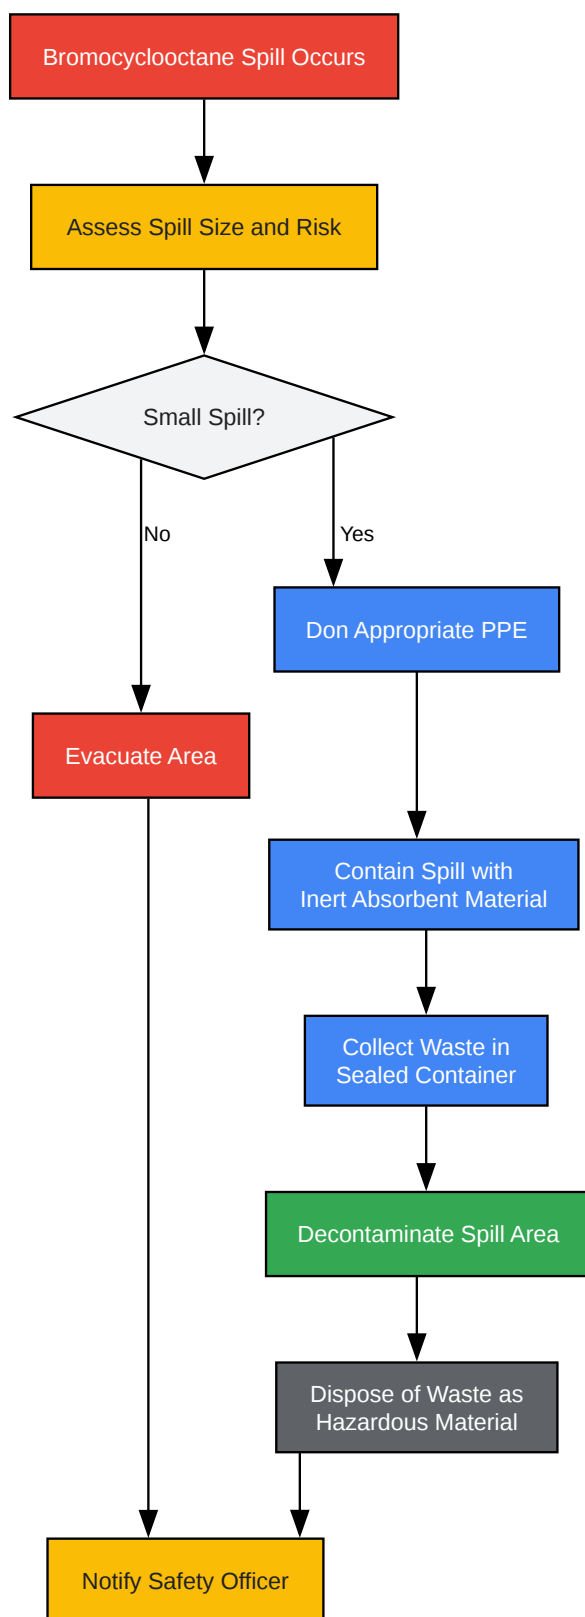 Bromocyclooctane Spill Occurs
Assess Spill Size and Risk
Small Spill?
No
Yes
Don Appropriate PPE
Evacuate Area
Contain Spill with
Inert Absorbent Material
Collect Waste in
Sealed Container
Decontaminate Spill Area
Dispose of Waste as
Hazardous Material
Notify Safety Officer